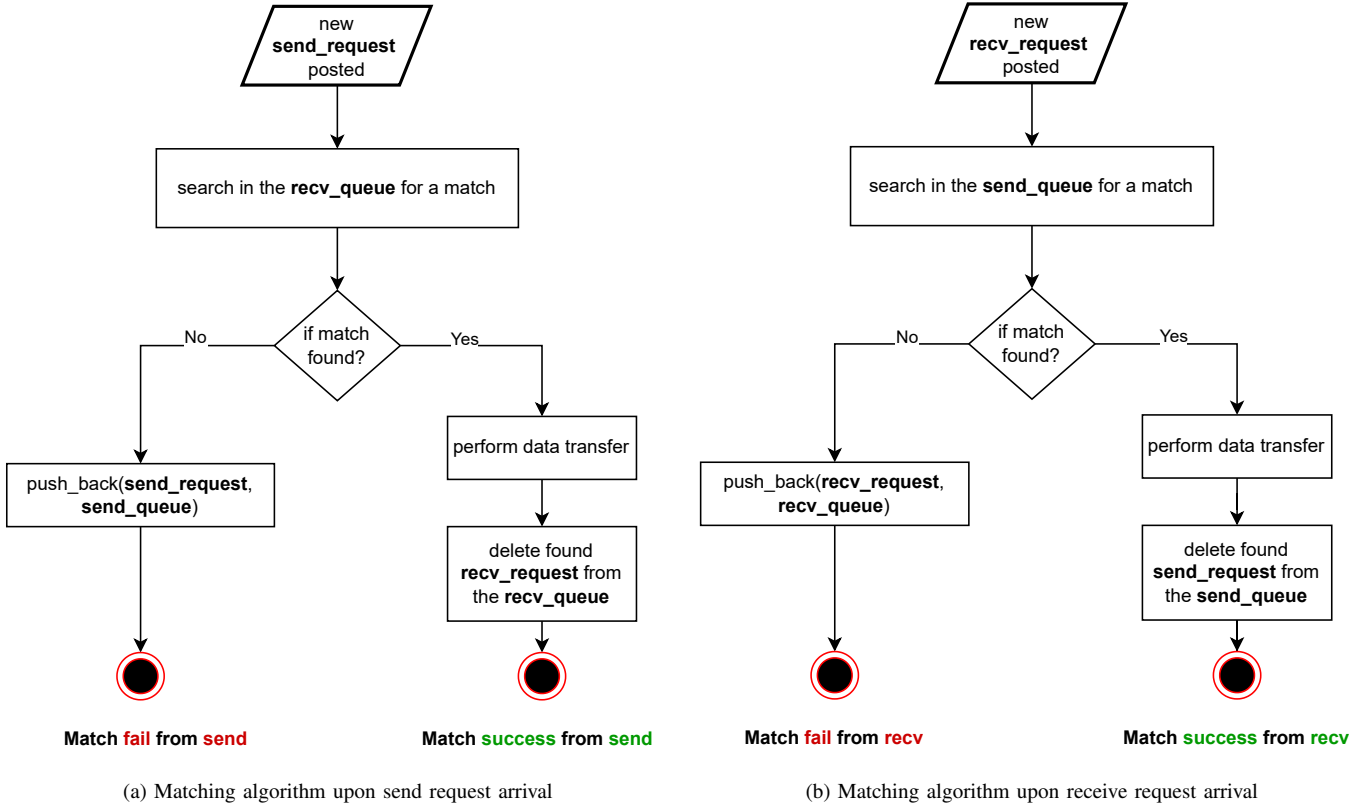 new
send_request
posted
search in the recv_queue for a match
if match
found?
No
Yes
perform data transfer
push_back(send_request,
send_queue)
delete found
recv_request from
the recv_queue
Match fail from send
Match success from send
(a) Matching algorithm upon send request arrival
new
recv_request
posted
search in the send_queue for a match
if match
found?
No
Yes
perform data transfer
push_back(recv_request,
recv_queue)
delete found
send_request from
the send_queue
Match fail from recv
Match success from recv
(b) Matching algorithm upon receive request arrival